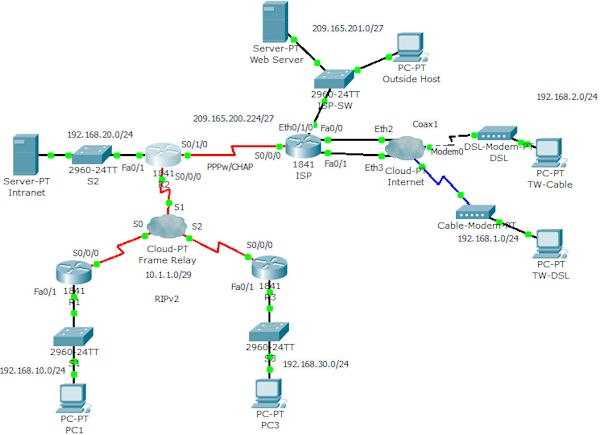 209.165.201.0/27
Server-PT
Web Server
PC-PT
Outside Host
2960-24TT
ISP-SW
192.168.2.0/24
209.165.200.224/27
Eth0/1/0
Fa0/0
Eth2
Coax1
192.168.20.0/24
S0/1/0
Modem0
DSL-Modem-PT
DSL
Fa0/1
PPPw/CHAP
S0/0/0
Fa0/1
Eth3
Cloud-PT
Internet
PC-PT
TW-Cable
Server-PT
Intranet
2960-24TT
S2
1841
R2
S0/0/0
1841
ISP
S1
S0
S2
Cable-Modem-PT
192.168.1.0/24
Cloud-PT
Frame Relay
10.1.1.0/29
S0/0/0
S0/0/0
PC-PT
TW-DSL
Fa0/1
1841
R1
RIPv2
Fa0/1
1841
R3
2960-24TT
S1
2960-24TT
S3
192.168.10.0/24
192.168.30.0/24
PC-PT
PC1
PC-PT
PC3